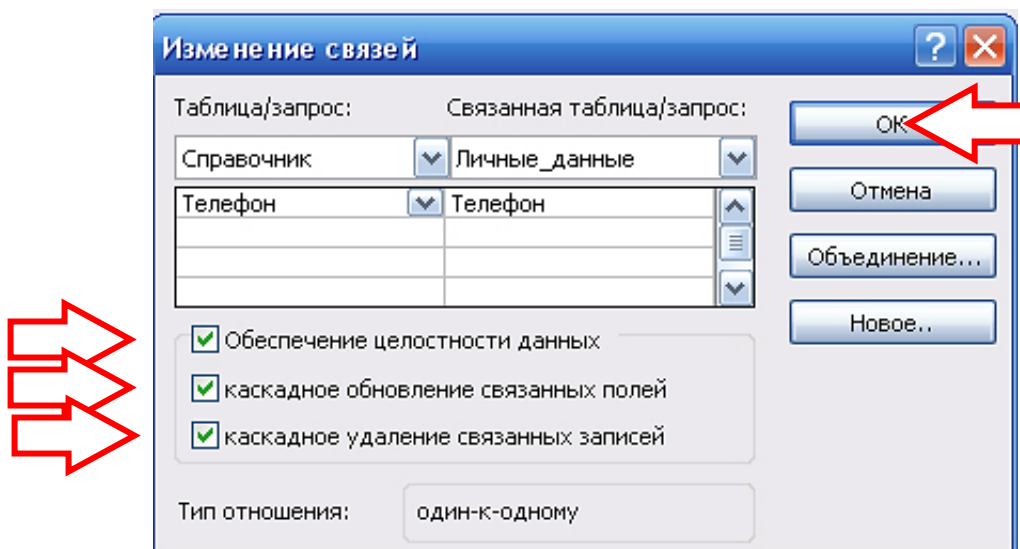 Изменение связей
Таблица/запрос: Связанная таблица/запрос:
ОК
Справочник Личные_данные
Телефон Телефон
Отмена
Объединение...
Новое..
Обеспечение целостности данных
каскадное обновление связанных полей
каскадное удаление связанных записей
Тип отношения: один-к-одному